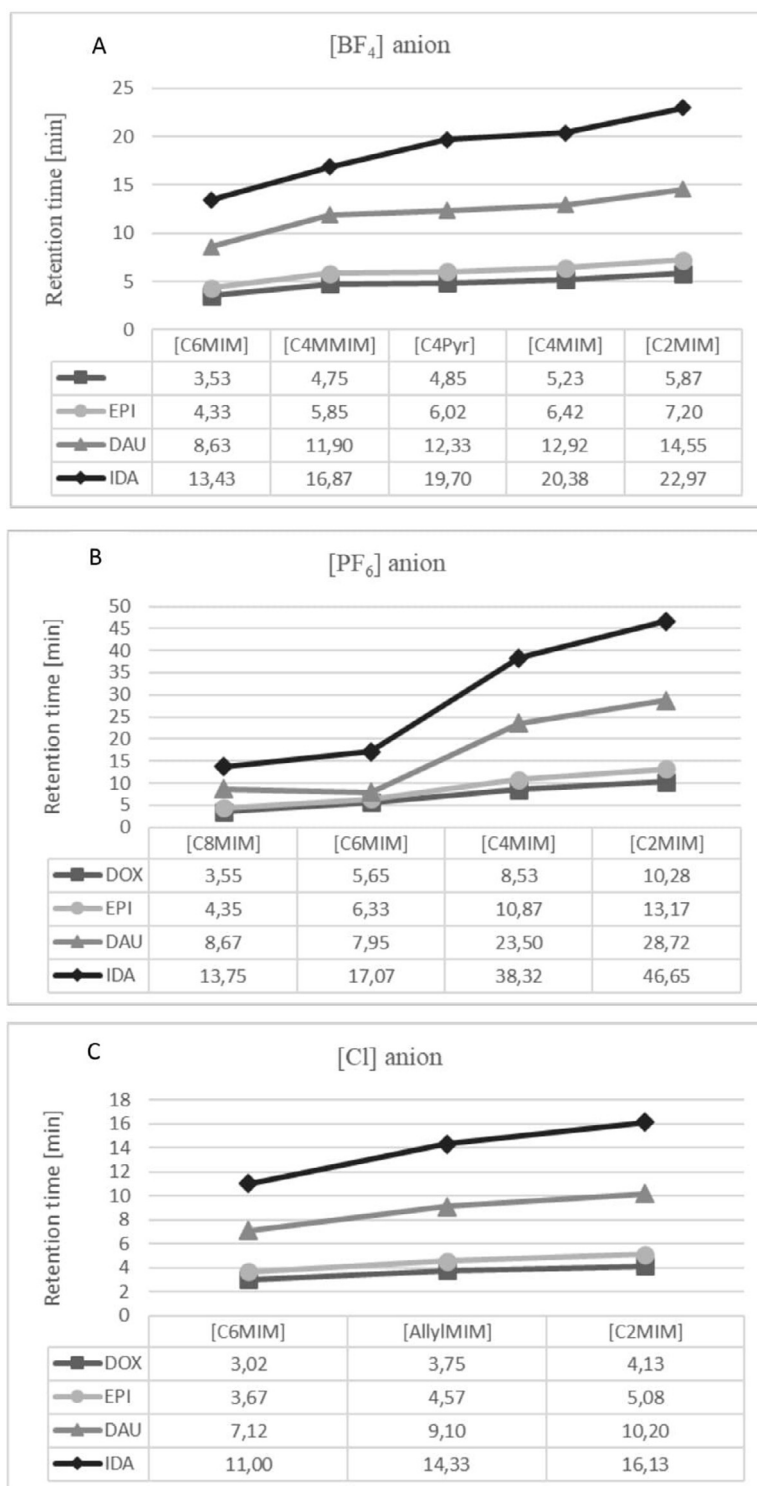 A
[BF4] anion
Retention time [min]
25
20
15
10
5
0
[C6MIM] [C4MMIM] [C4Pyr] [C4MIM] [C2MIM]
3,53 4,75 4,85 5,23 5,87
EPI 4,33 5,85 6,02 6,42 7,20
DAU 8,63 11,90 12,33 12,92 14,55
IDA 13,43 16,87 19,70 20,38 22,97
B
[PF6] anion
Retention time [min]
50
45
40
35
30
25
20
15
10
5
0
[C8MIM] [C6MIM] [C4MIM] [C2MIM]
DOX 3,55 5,65 8,53 10,28
EPI 4,35 6,33 10,87 13,17
DAU 8,67 7,95 23,50 28,72
IDA 13,75 17,07 38,32 46,65
C
[Cl] anion
Retention time [min]
18
16
14
12
10
8
6
4
2
0
[C6MIM] [AllylMIM] [C2MIM]
DOX 3,02 3,75 4,13
EPI 3,67 4,57 5,08
DAU 7,12 9,10 10,20
IDA 11,00 14,33 16,13